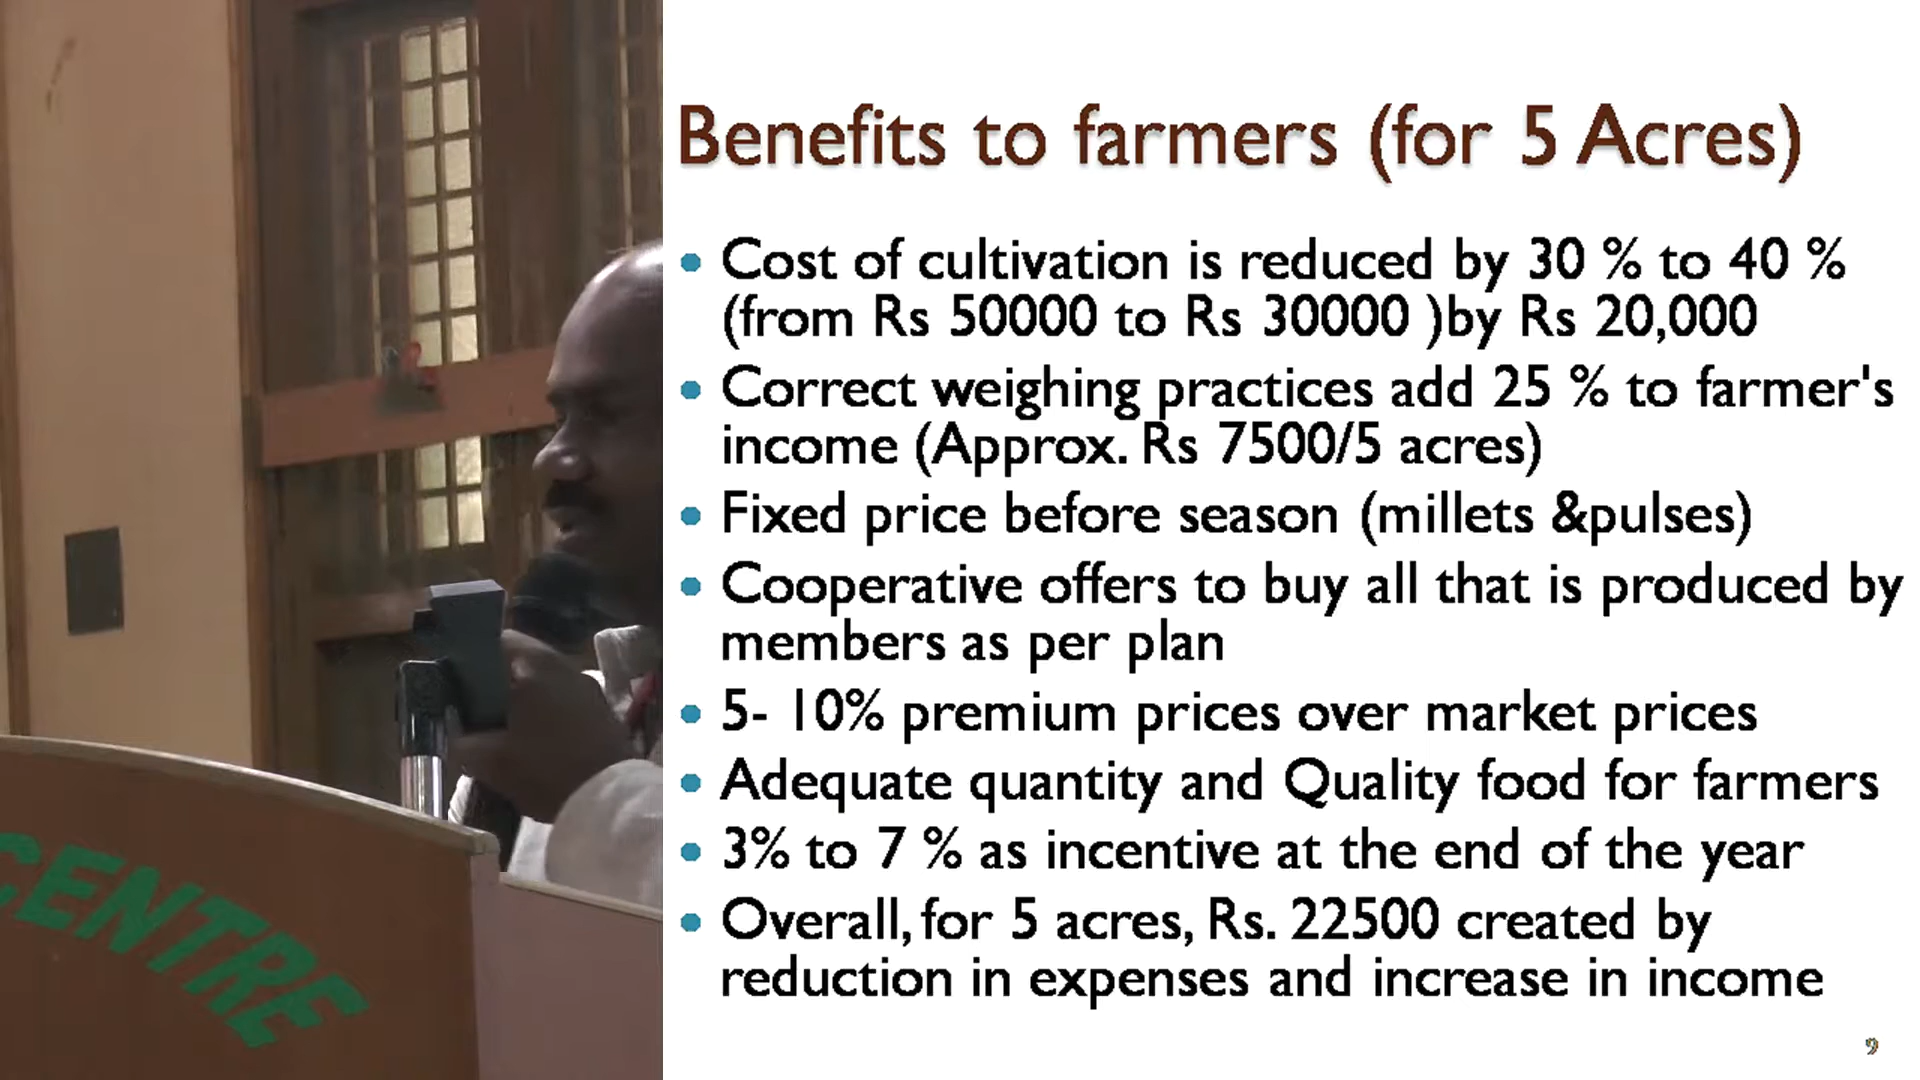 Benefits to farmers (for 5 Acres)
• Cost of cultivation is reduced by 30 % to 40 %
(from Rs 50000 to Rs 30000 )by Rs 20,000
• Correct weighing practices add 25 % to farmer's
income (Approx. Rs 7500/5 acres)
• Fixed price before season (millets &pulses)
• Cooperative offers to buy all that is produced by
members as per plan
• 5- 10% premium prices over market prices
• Adequate quantity and Quality food for farmers
• 3% to 7 % as incentive at the end of the year
• Overall, for 5 acres, Rs. 22500 created by
reduction in expenses and increase in income
9
CENTRE